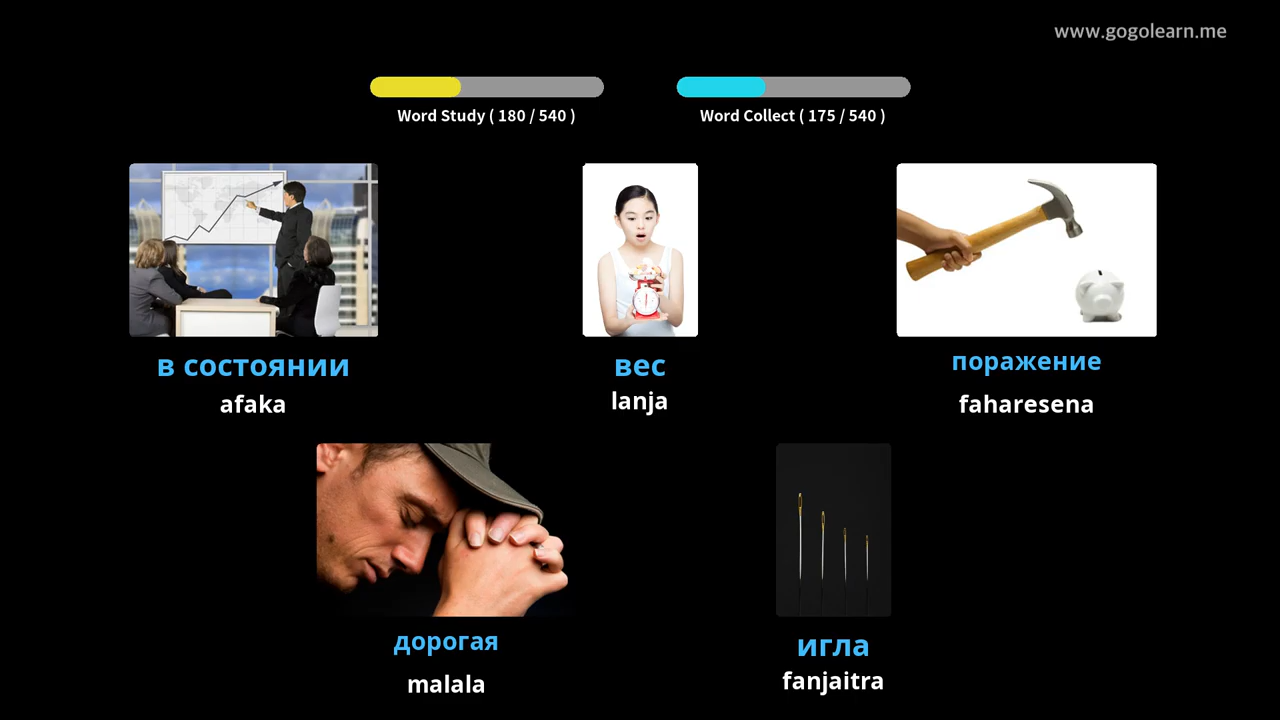 www.gogolearn.me
Word Study ( 180 / 540 )
Word Collect ( 175 / 540 )
в состоянии
afaka
вес
lanja
поражение
faharesena
дорогая
malala
игла
fanjaitra